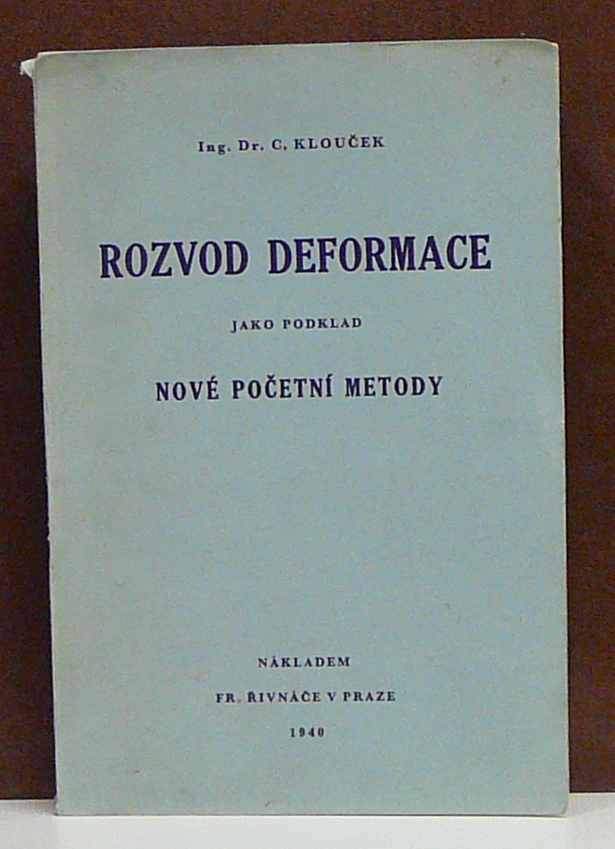 Ing. Dr. C. KLOUČEK
ROZVOD DEFORMACE
JAKO PODKLAD
NOVÉ POČETNÍ METODY
NÁKLADEM
FR. ŘIVNÁČE V PRAZE
1940